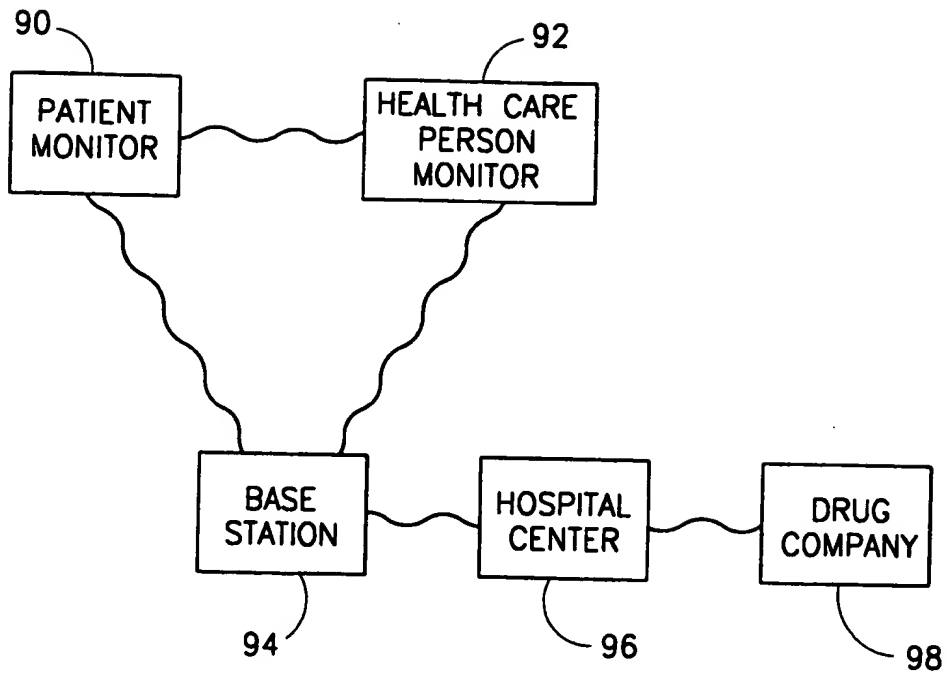 90
92
PATIENT
MONITOR
HEALTH CARE
PERSON
MONITOR
BASE
STATION
HOSPITAL
CENTER
DRUG
COMPANY
94
96
98